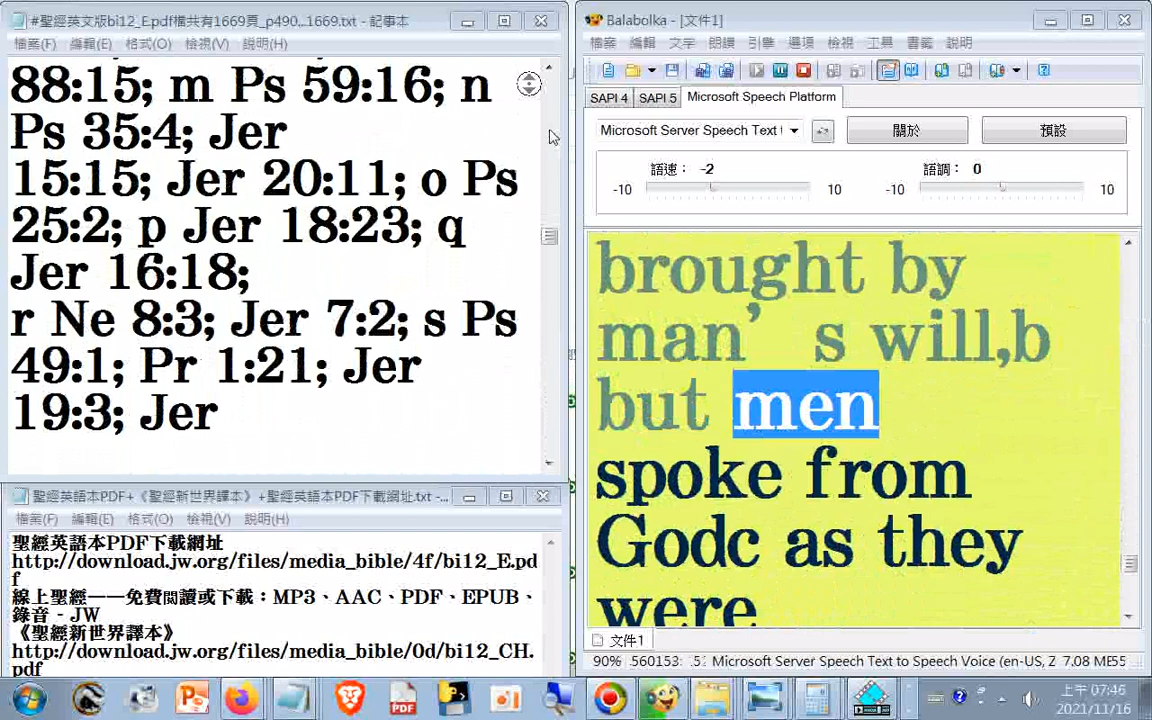 #聖經英文版bi12_E.pdf檔共有1669頁_p490,..1669.txt - 記事本
檔案(F) 編輯(E) 格式(O) 檢視(V) 說明(H)
88:15; m Ps 59:16; n
Ps 35:4; Jer
15:15; Jer 20:11; o Ps
25:2; p Jer 18:23; q
Jer 16:18;
r Ne 8:3; Jer 7:2; s Ps
49:1; Pr 1:21; Jer
19:3; Jer
聖經英語本PDF+《聖經新世界譯本》+聖經英語本PDF下載網址.txt -...
檔案(F) 編輯(E) 格式(O) 檢視(V) 說明(H)
聖經英語本PDF下載網址
http://download.jw.org/files/media_bible/4f/bi12_E.pd
f
線上聖經──免費閱讀或下載：MP3、AAC、PDF、EPUB、
錄音 - JW
《聖經新世界譯本》
http://download.jw.org/files/media_bible/0d/bi12_CH.
pdf
Balabolka - [文件1]
檔案 編輯 文字 朗讀 引擎 選項 檢視 工具 書籤 說明
SAPI 4 SAPI 5 Microsoft Speech Platform
Microsoft Server Speech Text 關於 預設
語速： -2 語調： 0
-10 10 -10 10
brought by
man’s will,b
but men
spoke from
Godc as they
were
文件1
90% 560153: Microsoft Server Speech Text to Speech Voice (en-US, Z 7.08 ME55
PDF
上午 07:46
2021/11/16